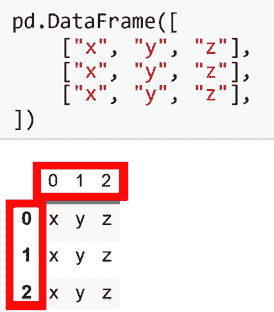 pd.DataFrame([
    ["x", "y", "z"],
    ["x", "y", "z"],
    ["x", "y", "z"],
])
0 1 2
0 x y z
1 x y z
2 x y z